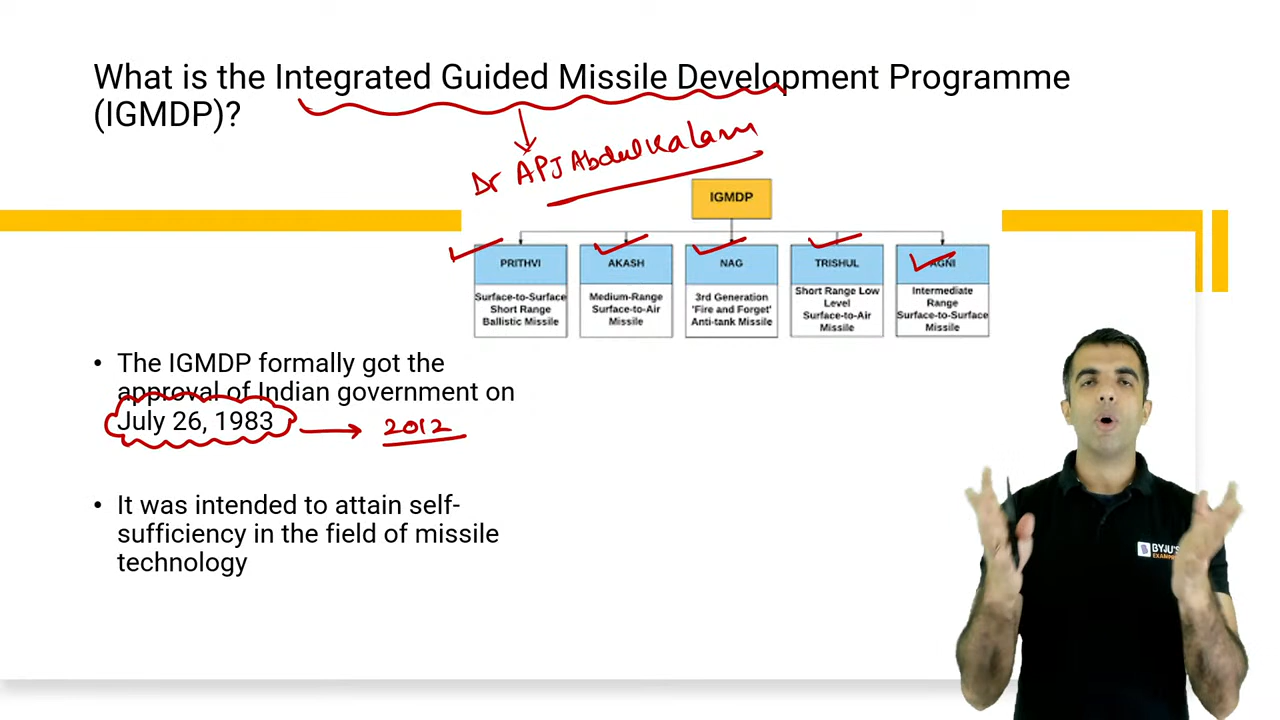 What is the Integrated Guided Missile Development Programme
(IGMDP)?
Dr APJ Abdul Kalam
IGMDP
PRITHVI
Surface-to-Surface
Short Range
Ballistic Missile
AKASH
Medium-Range
Surface-to-Air
Missile
NAG
3rd Generation
'Fire and Forget'
Anti-tank Missile
TRISHUL
Short Range Low
Level
Surface-to-Air
Missile
AGNI
Intermediate
Range
Surface-to-Surface
Missile
• The IGMDP formally got the
approval of Indian government on
July 26, 1983
2012
• It was intended to attain self-
sufficiency in the field of missile
technology
BYJU'S